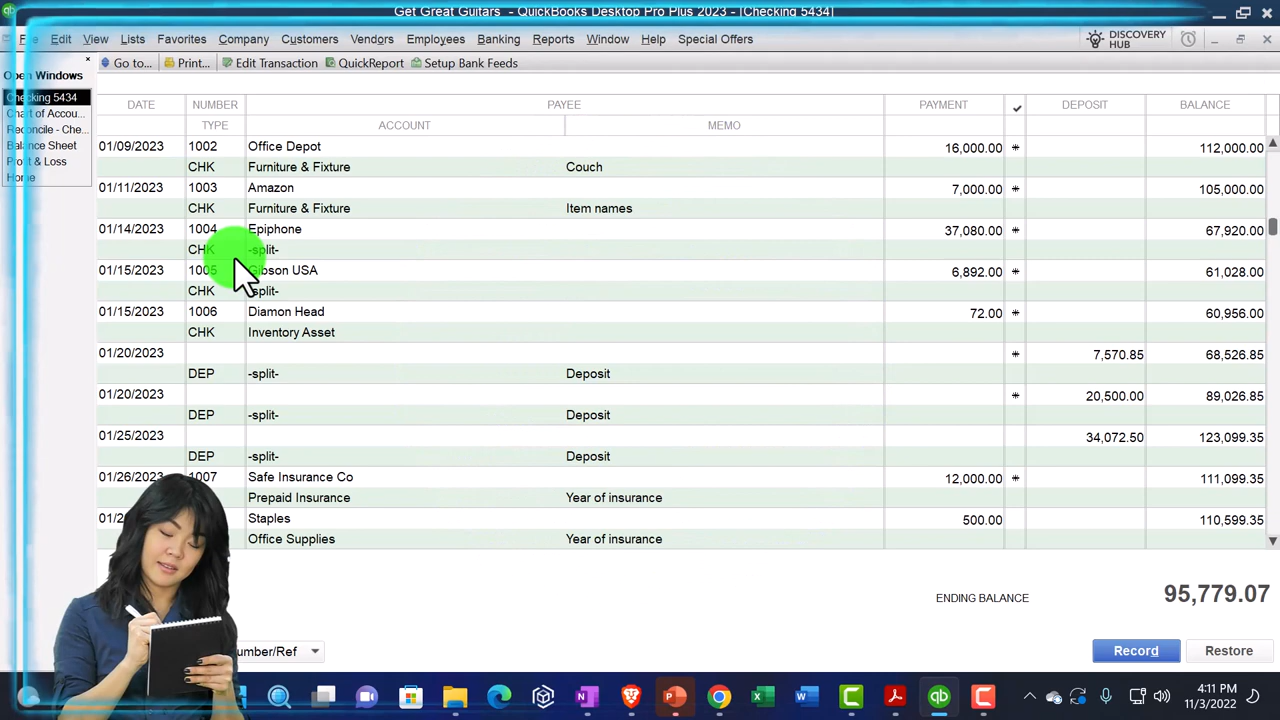 Get Great Guitars - QuickBooks Desktop Pro Plus 2023 - [Checking 5434]
File Edit View Lists Favorites Company Customers Vendors Employees Banking Reports Window Help Special Offers
DISCOVERY HUB
Go to... Print... Edit Transaction QuickReport Setup Bank Feeds
Open Windows
Checking 5434
Chart of Accou...
Reconcile - Che...
Balance Sheet
Profit & Loss
Home
DATE NUMBER PAYEE PAYMENT DEPOSIT BALANCE
TYPE ACCOUNT MEMO
01/09/2023 1002 Office Depot 16,000.00 112,000.00
CHK Furniture & Fixture Couch
01/11/2023 1003 Amazon 7,000.00 105,000.00
CHK Furniture & Fixture Item names
01/14/2023 1004 Epiphone 37,080.00 67,920.00
CHK -split-
01/15/2023 1005 Gibson USA 6,892.00 61,028.00
CHK -split-
01/15/2023 1006 Diamon Head 72.00 60,956.00
CHK Inventory Asset
01/20/2023 7,570.85 68,526.85
DEP -split- Deposit
01/20/2023 20,500.00 89,026.85
DEP -split- Deposit
01/25/2023 34,072.50 123,099.35
DEP -split- Deposit
01/26/2023 1007 Safe Insurance Co 12,000.00 111,099.35
Prepaid Insurance Year of insurance
Staples 500.00 110,599.35
Office Supplies Year of insurance
ENDING BALANCE 95,779.07
umber/Ref Record Restore
4:11 PM
11/3/2022